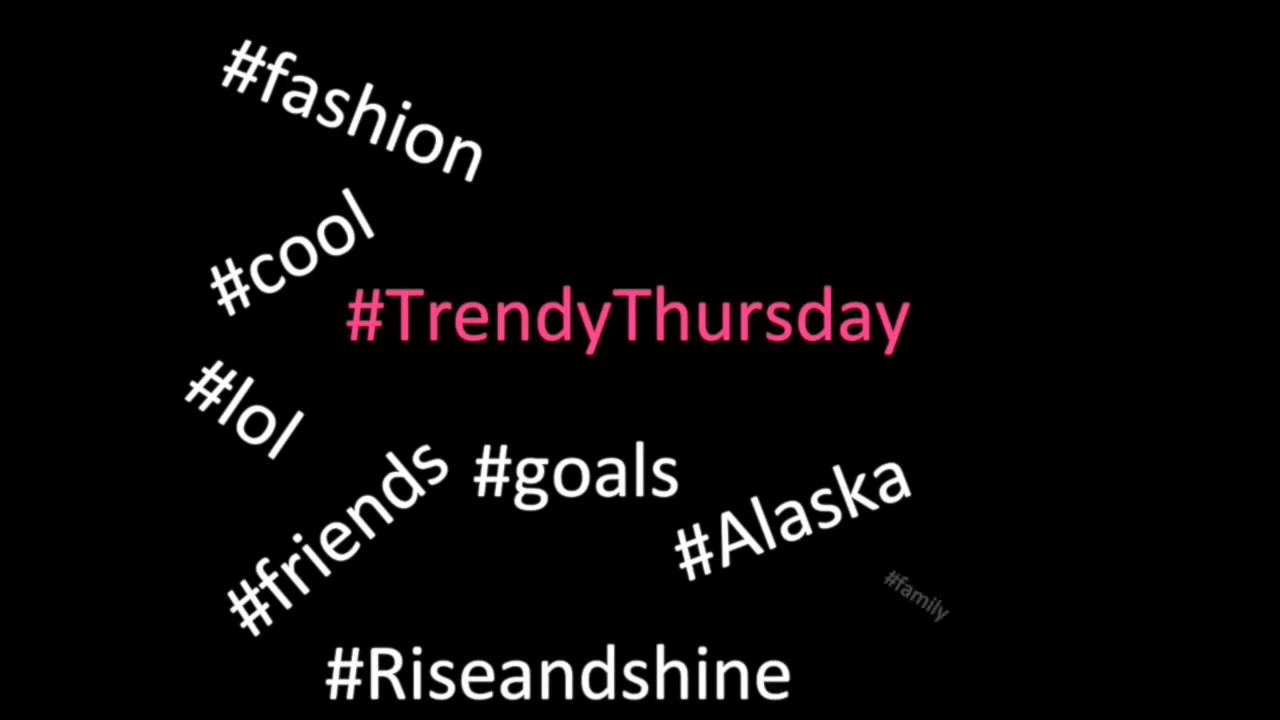 #fashion
#cool
#TrendyThursday
#lol
#goals
#friends
#Alaska
#family
#Riseandshine